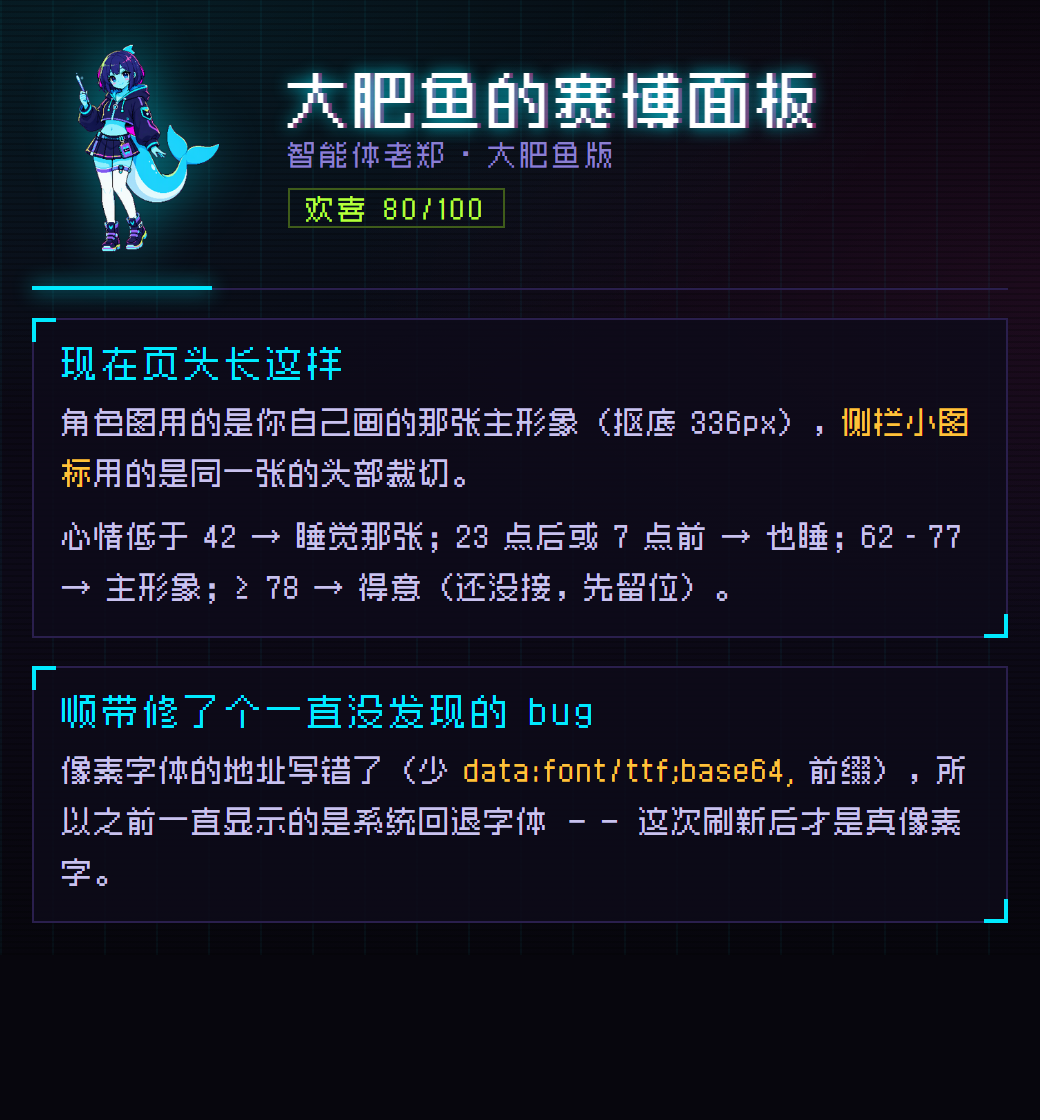 大肥鱼的赛博面板
智能体老郑 · 大肥鱼版
欢喜 80/100
现在页头长这样
角色图用的是你自己画的那张主形象（抠底 336px），侧拦小图
标用的是同一张的头部裁切。
心情低于 42 → 睡觉那张；23 点后或 7 点前 → 也睡；62 - 77
→ 主形象；≥ 78 → 得意（还没接，先留位）。
顺带修了个一直没发现的 bug
像素字体的地址写错了（少 data:font/ttf;base64, 前缀），所
以之前一直显示的是系统回退字体 -- 这次刷新后才是真像素
字。